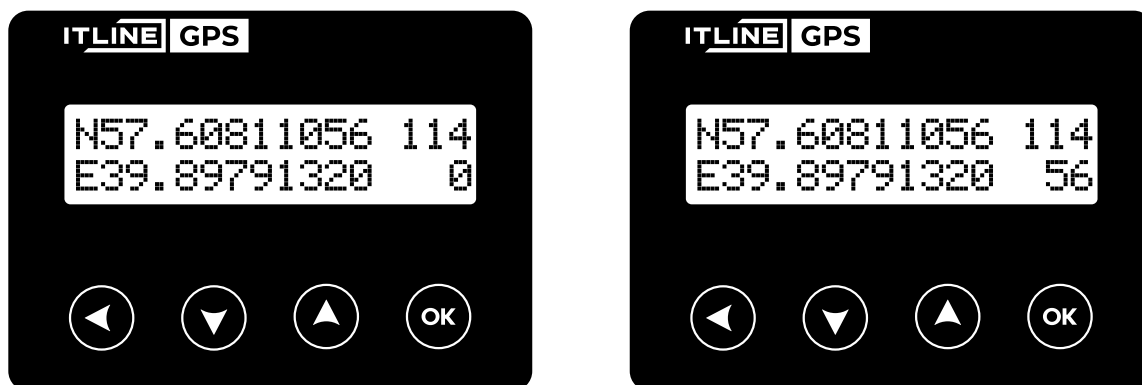 ITLINE GPS
N57.60811056 114
E39.89791320 0
OK
ITLINE GPS
N57.60811056 114
E39.89791320 56
OK